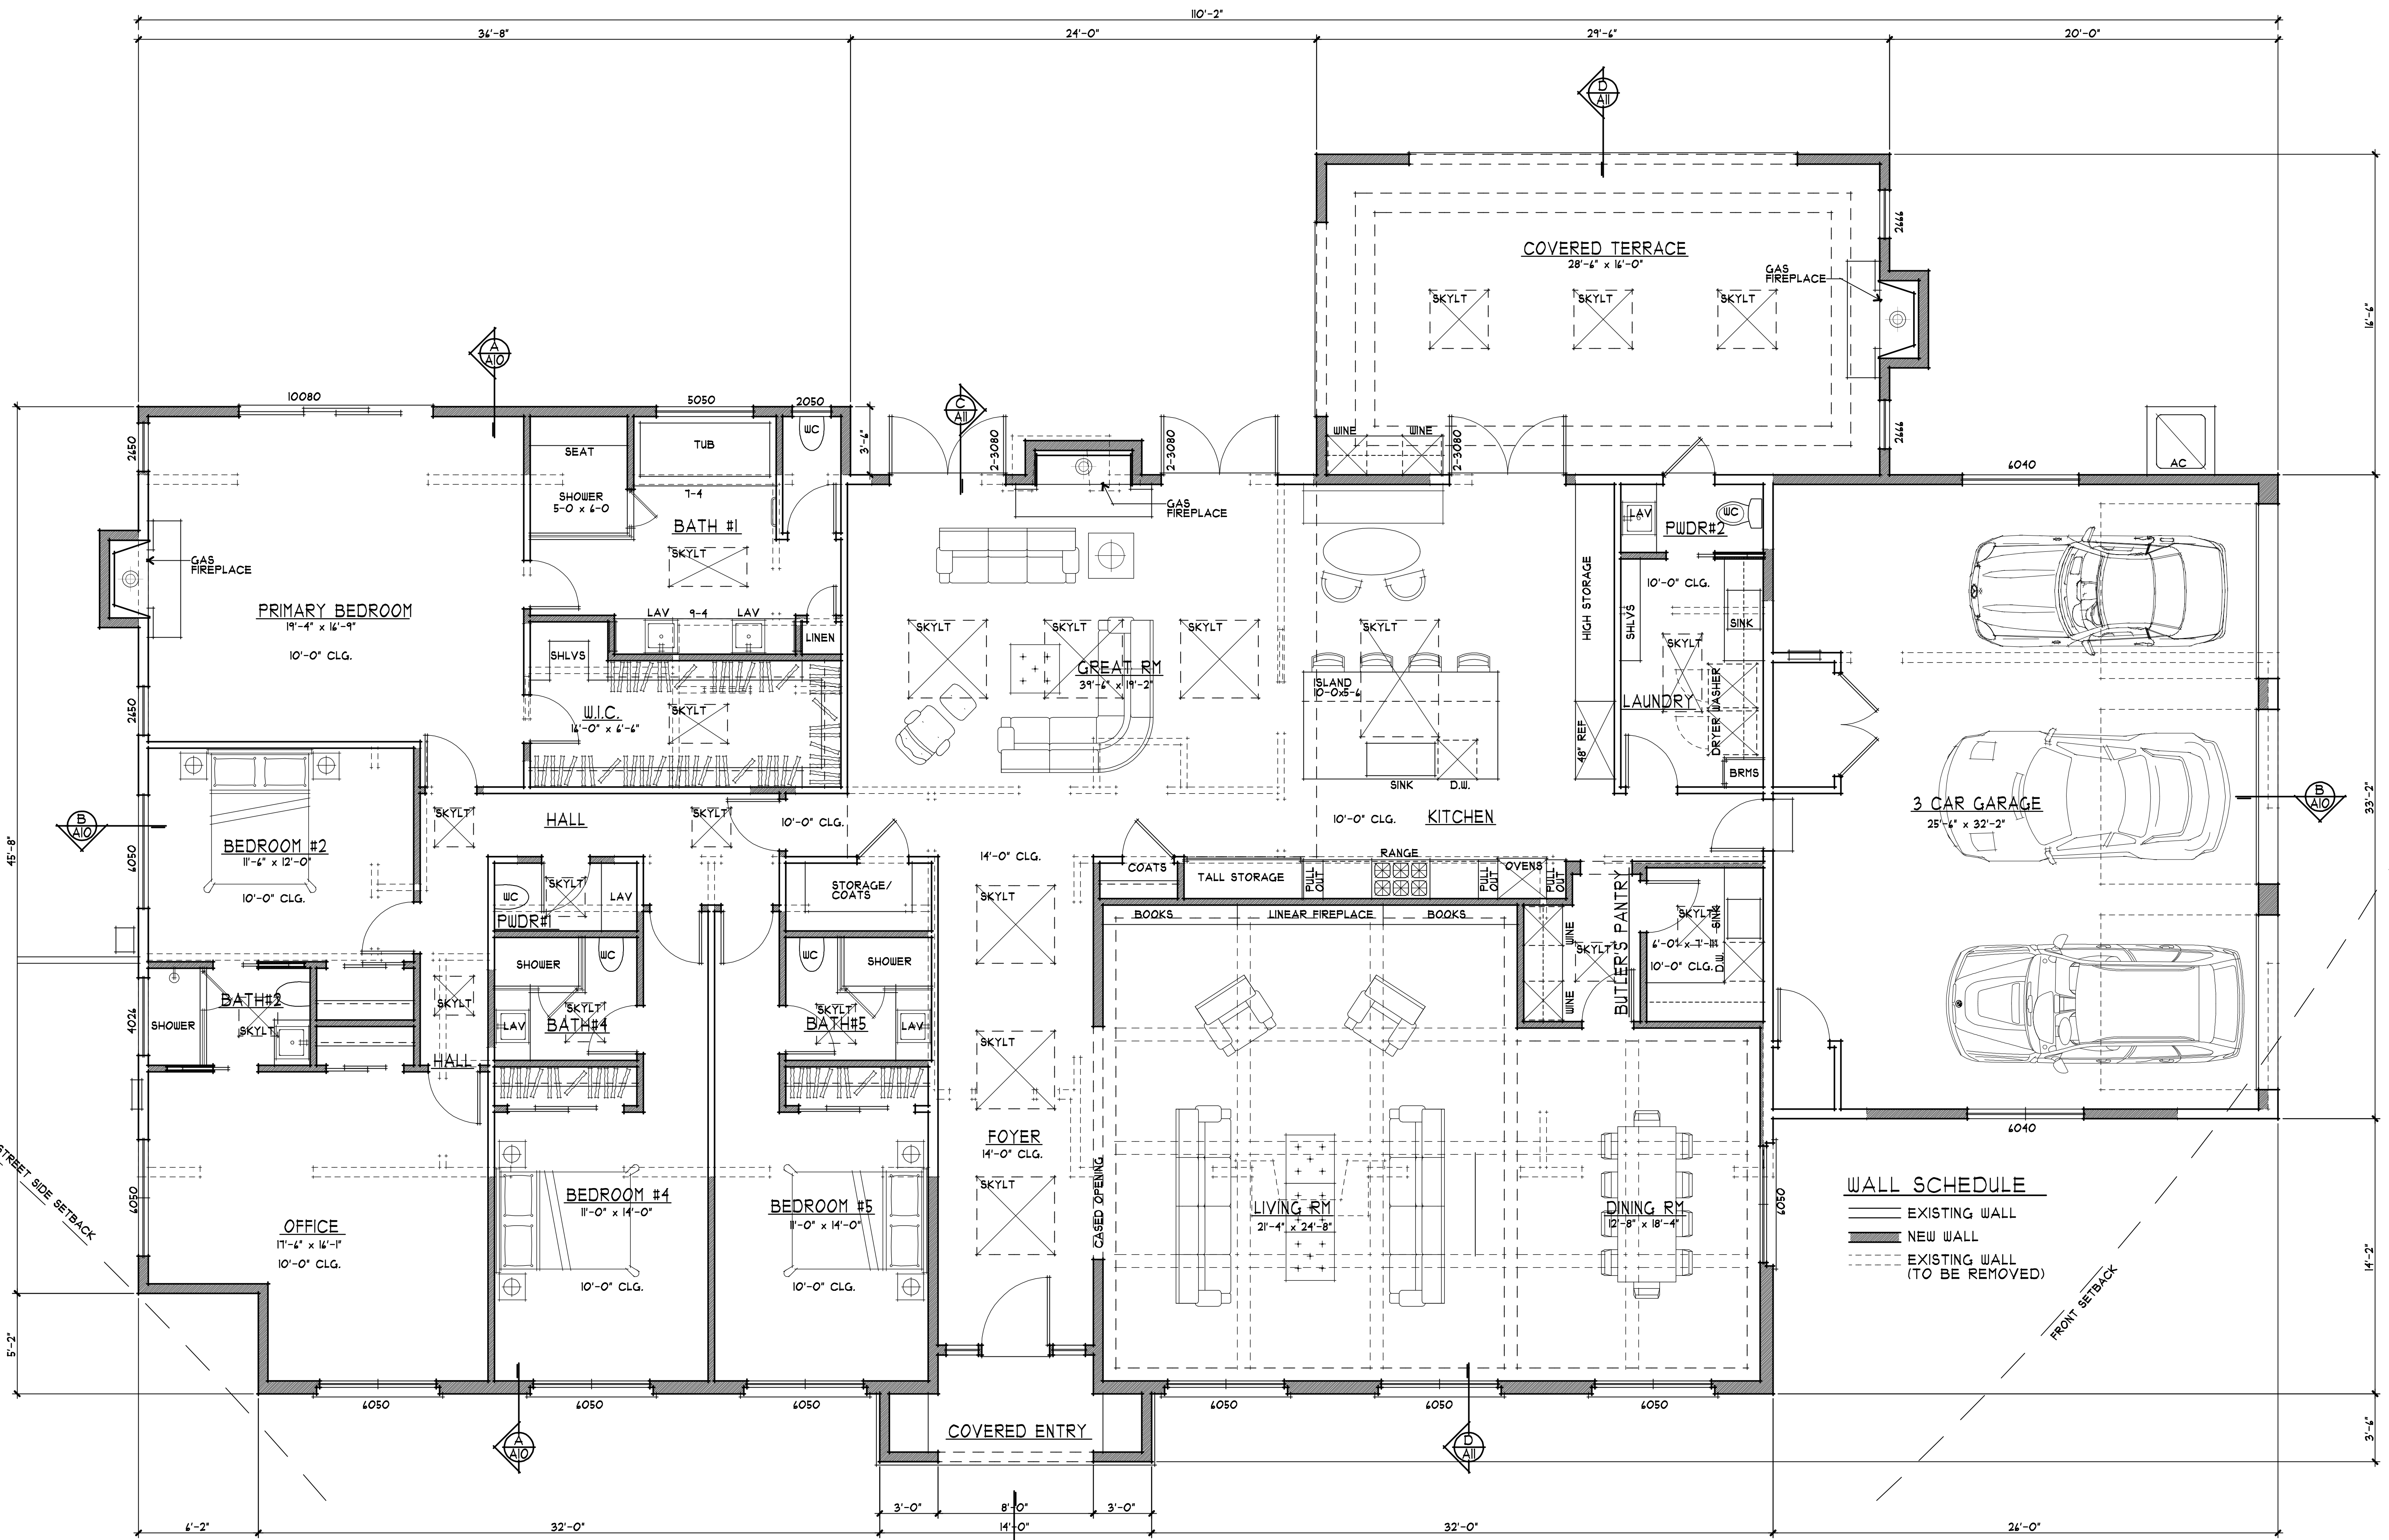 110'-2"
36'-8"
24'-0"
29'-6"
20'-0"
D
A11
COVERED TERRACE
28'-6" x 16'-0"
2666
GAS
FIREPLACE
SKYLT
SKYLT
SKYLT
16'-6"
A
A10
C
A11
10080
5050
2050
3'-6"
2650
SEAT
TUB
WC
2-3080
2-3080
WINE
WINE
2-3080
2666
6040
AC
SHOWER
5-0 x 6-0
7-4
BATH #1
SKYLT
GAS
FIREPLACE
LAV
WC
PWDR#2
GAS
FIREPLACE
PRIMARY BEDROOM
19'-4" x 16'-9"
10'-0" CLG.
LAV
9-4
LAV
LINEN
SHLVS
HIGH STORAGE
SHLVS
10'-0" CLG.
SINK
SKYLT
SKYLT
SKYLT
SKYLT
SKYLT
GREAT RM
39'-6" x 19'-2"
ISLAND
10-0x5-6
LAUNDRY
DRYER
WASHER
2650
W.I.C.
16'-0" x 6'-6"
SKYLT
48" REF
BRMS
SINK
D.W.
B
A10
B
A10
45'-8"
33'-2"
6050
BEDROOM #2
11'-6" x 12'-0"
10'-0" CLG.
SKYLT
HALL
SKYLT
10'-0" CLG.
14'-0" CLG.
10'-0" CLG.
KITCHEN
3 CAR GARAGE
25'-6" x 32'-2"
COATS
TALL STORAGE
PULL
OUT
RANGE
PULL
OUT
OVENS
PULL
OUT
STORAGE/
COATS
WC
SKYLT
LAV
PWDR#1
SKYLT
BOOKS
LINEAR FIREPLACE
BOOKS
WINE
WINE
SKYLT
BUTLER'S PANTRY
SKYLT
SINK
6'-0" x 7'-11"
10'-0" CLG.
D.W.
SHOWER
WC
WC
SHOWER
BATH#2
SKYLT
SHOWER
4026
SKYLT
HALL
LAV
SKYLT
BATH#4
SKYLT
BATH#5
LAV
SKYLT
FOYER
14'-0" CLG.
SKYLT
CASED OPENING
6040
STREET SIDE SETBACK
6050
OFFICE
17'-6" x 16'-1"
10'-0" CLG.
BEDROOM #4
11'-0" x 14'-0"
10'-0" CLG.
BEDROOM #5
11'-0" x 14'-0"
10'-0" CLG.
LIVING RM
21'-4" x 24'-8"
DINING RM
12'-8" x 18'-4"
6050
WALL SCHEDULE
EXISTING WALL
NEW WALL
EXISTING WALL
(TO BE REMOVED)
FRONT SETBACK
14'-2"
5'-2"
6050
6050
6050
6050
6050
6050
COVERED ENTRY
A
A10
D
A11
3'-6"
3'-0"
8'-0"
3'-0"
6'-2"
32'-0"
14'-0"
32'-0"
26'-0"